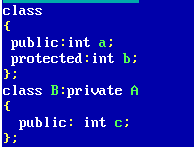 class
{
public:int a;
protected:int b;
};
class B:private A
{
public: int c;
};